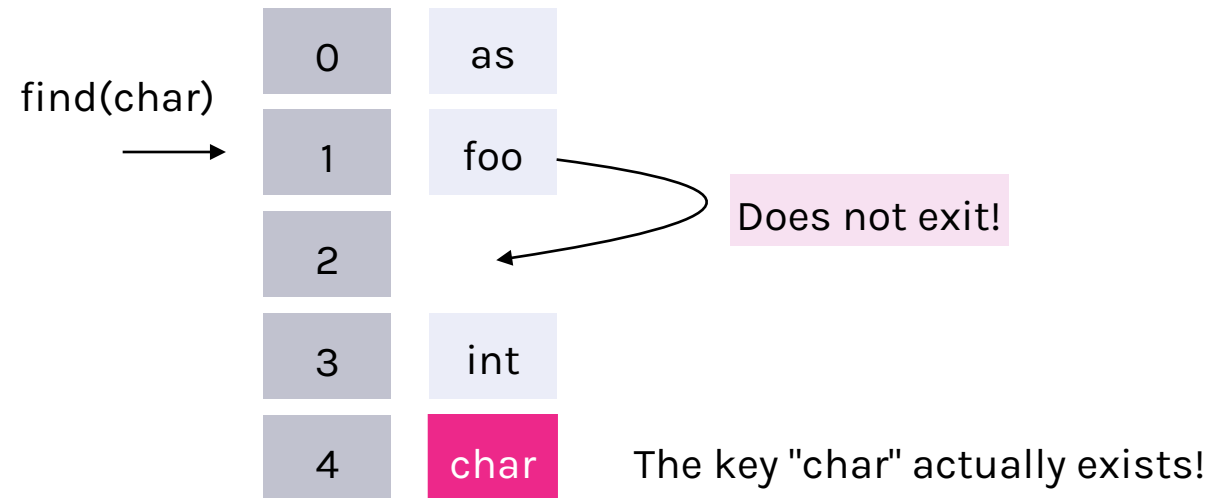 0 as
find(char)
1 foo
Does not exit!
2
3 int
4 char The key "char" actually exists!